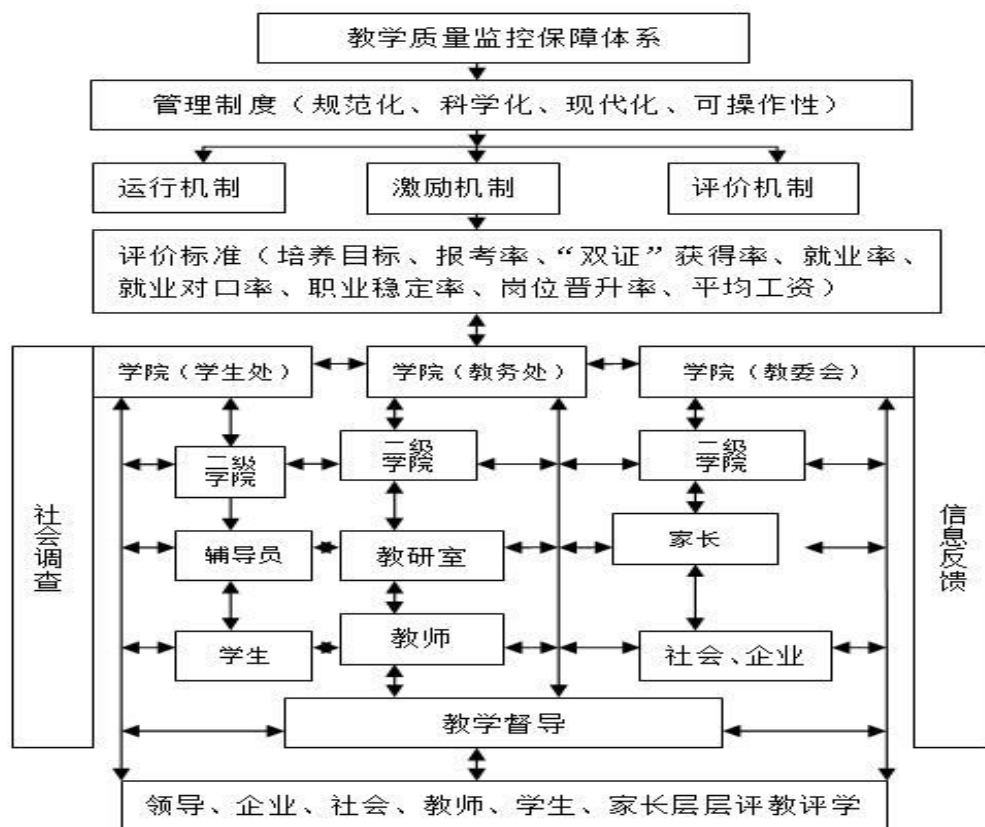 教学质量监控保障体系
管理制度（规范化、科学化、现代化、可操作性）
运行机制
激励机制
评价机制
评价标准（培养目标、报考率、“双证”获得率、就业率、
就业对口率、职业稳定率、岗位晋升率、平均工资）
学院（学生处）
学院（教务处）
学院（教委会）
二级
学院
二级
学院
二级
学院
社会调查
信息反馈
辅导员
教研室
家长
学生
教师
社会、企业
教学督导
领导、企业、社会、教师、学生、家长层层评教评学